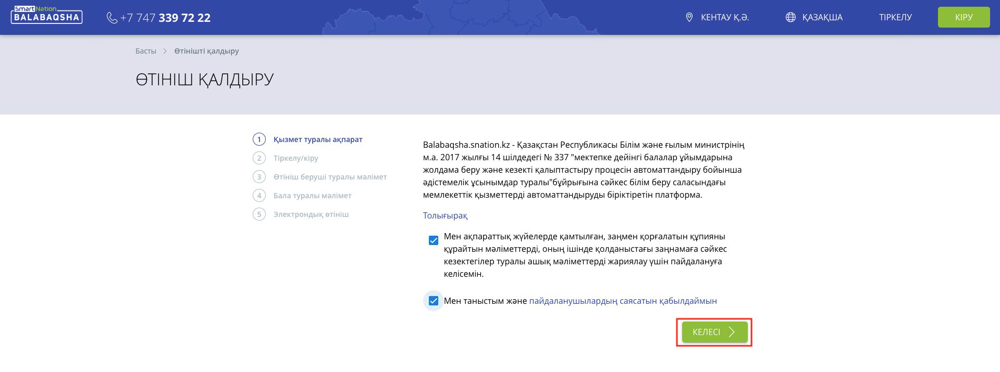 SmartNation
BALABAQSHA
+7 747 339 72 22
КЕНТАУ Қ.Ә.
ҚАЗАҚША
ТІРКЕЛУ
КІРУ
Басты > Өтінішті қалдыру
ӨТІНІШ ҚАЛДЫРУ
1 Қызмет туралы ақпарат
2 Тіркелу/кіру
3 Өтініш беруші туралы мәлімет
4 Бала туралы мәлімет
5 Электрондық өтініш
Balabaqsha.snation.kz - Қазақстан Республикасы Білім және ғылым министрінің
м.а. 2017 жылғы 14 шілдедегі № 337 "мектепке дейінгі балалар ұйымдарына
жолдама беру және кезекті қалыптастыру процесін автоматтандыру бойынша
әдістемелік ұсынымдар туралы"бұйрығына сәйкес білім беру саласындағы
мемлекеттік қызметтерді автоматтандыруды біріктіретін платформа.
Толығырақ
Мен ақпараттық жүйелерде қамтылған, заңмен қорғалатын құпияны
құрайтын мәліметтерді, оның ішінде қолданыстағы заңнамаға сәйкес
кезектегілер туралы ашық мәліметтерді жариялау үшін пайдалануға
келісемін.
Мен таныстым және пайдаланушылардың саясатын қабылдаймын
КЕЛЕСІ